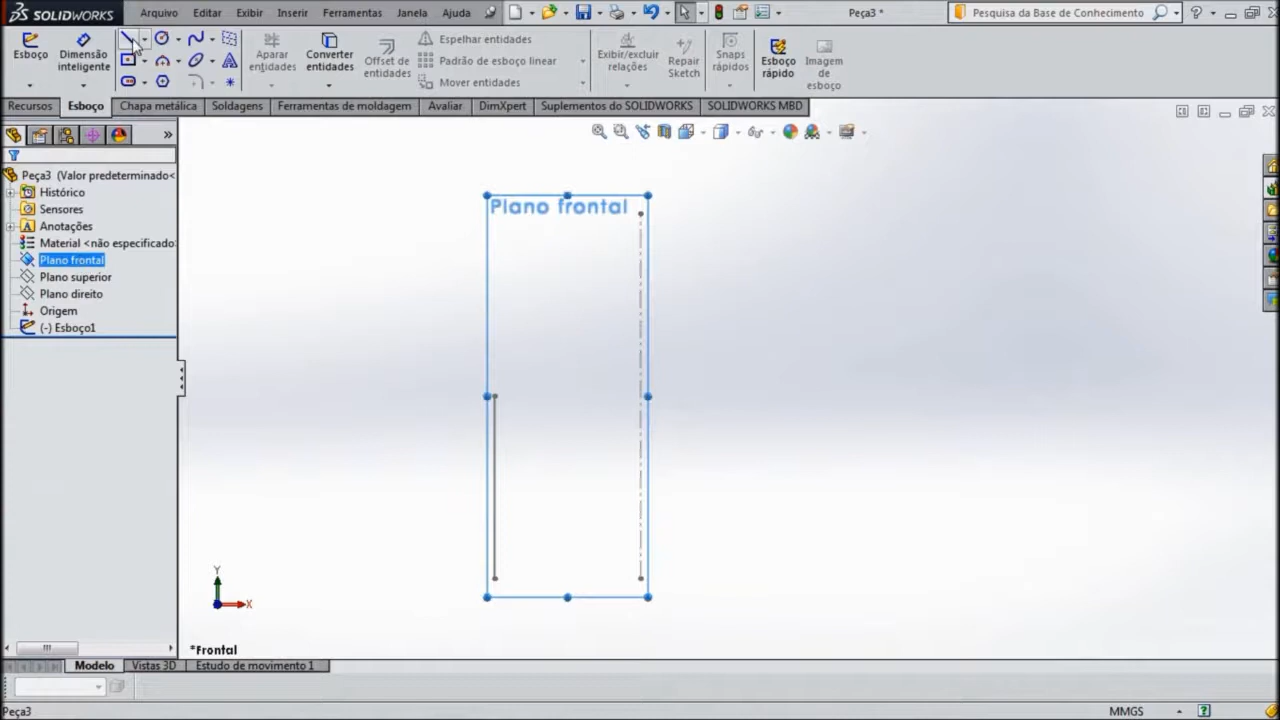 SOLIDWORKS
Arquivo Editar Exibir Inserir Ferramentas Janela Ajuda
Peça3 *
Pesquisa da Base de Conhecimento
Esboço
Dimensão inteligente
Aparar entidades
Converter entidades
Offset de entidades
Espelhar entidades
Padrão de esboço linear
Mover entidades
Exibir/excluir relações
Repair Sketch
Snaps rápidos
Esboço rápido
Imagem de esboço
Recursos Esboço Chapa metálica Soldagens Ferramentas de moldagem Avaliar DimXpert Suplementos do SOLIDWORKS SOLIDWORKS MBD
Peça3 (Valor predeterminado<
Histórico
Sensores
Anotações
Material <não especificado>
Plano frontal
Plano superior
Plano direito
Origem
(-) Esboço1
Plano frontal
Y
X
*Frontal
Modelo Vistas 3D Estudo de movimento 1
Peça3
MMGS